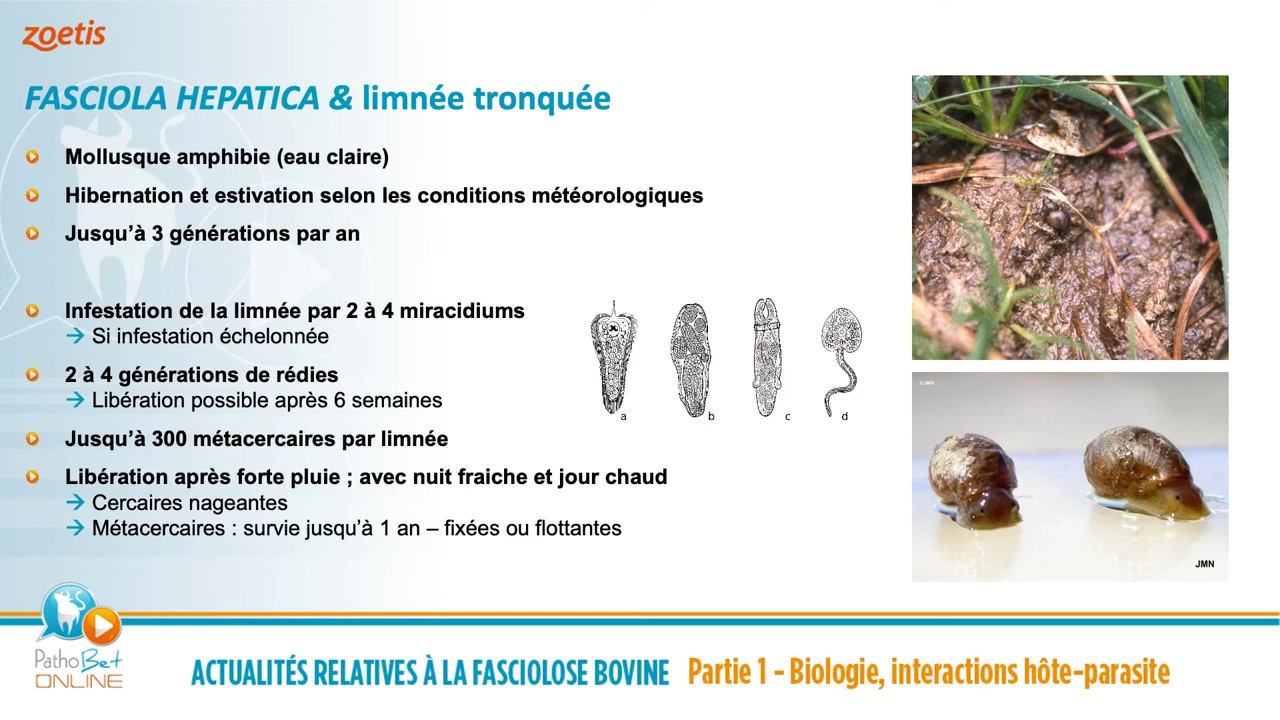 zoetis
FASCIOLA HEPATICA & limnée tronquée
Mollusque amphibie (eau claire)
Hibernation et estivation selon les conditions météorologiques
Jusqu’à 3 générations par an
Infestation de la limnée par 2 à 4 miracidiums
→ Si infestation échelonnée
2 à 4 générations de rédies
→ Libération possible après 6 semaines
Jusqu’à 300 métacercaires par limnée
Libération après forte pluie ; avec nuit fraiche et jour chaud
→ Cercaires nageantes
→ Métacercaires : survie jusqu’à 1 an – fixées ou flottantes
a b c d
©JMN
JMN
Patho Bet
ONLINE
ACTUALITÉS RELATIVES À LA FASCIOLOSE BOVINE Partie 1 - Biologie, interactions hôte-parasite